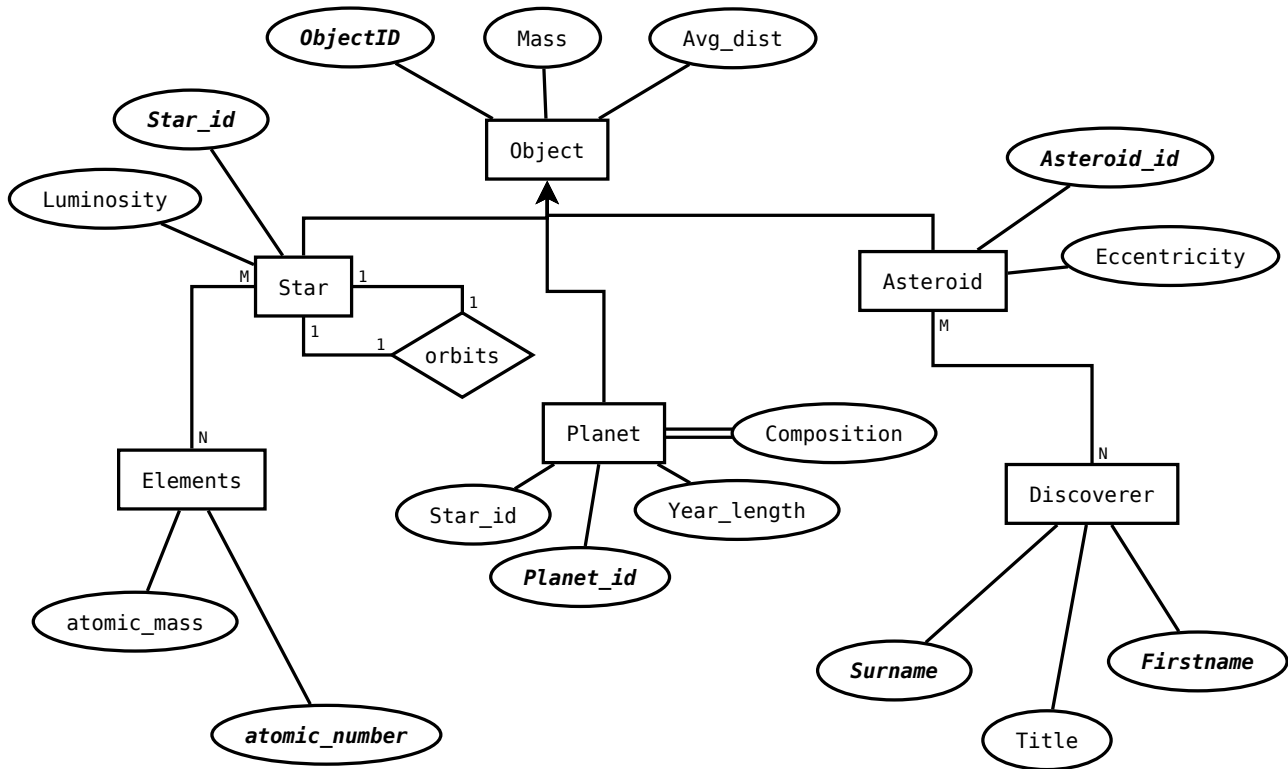 ObjectID
Mass
Avg_dist
Star_id
Object
Asteroid_id
Luminosity
Eccentricity
M
Star
1
Asteroid
1
1
1
M
orbits
Planet
Composition
N
N
Elements
Star_id
Year_length
Discoverer
Planet_id
atomic_mass
Surname
Firstname
atomic_number
Title